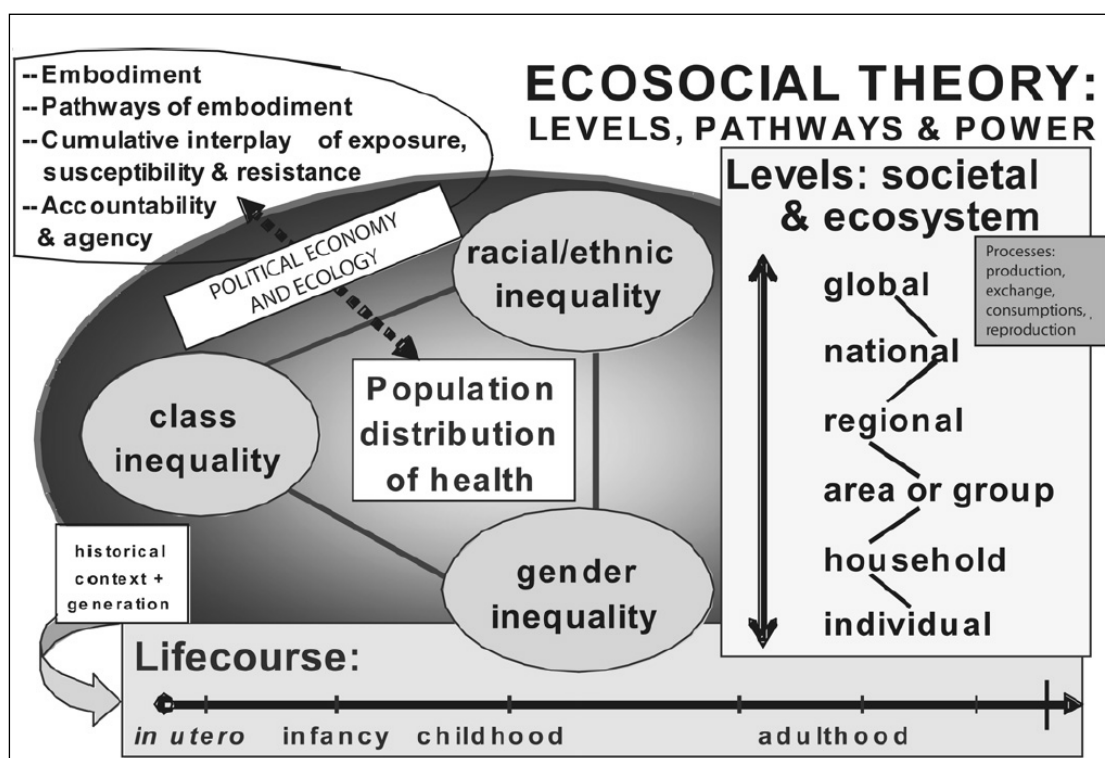 --Embodiment
--Pathways of embodiment
--Cumulative interplay of exposure,
susceptibility & resistance
--Accountability
& agency
ECOSOCIAL THEORY:
LEVELS, PATHWAYS & POWER
POLITICAL ECONOMY
AND ECOLOGY
racial/ethnic
inequality
class
inequality
Population
distribution
of health
gender
inequality
historical
context +
generation
Levels: societal
& ecosystem
Processes:
production,
exchange,
consumptions,
reproduction
global
national
regional
area or group
household
individual
Lifecourse:
in utero infancy childhood adulthood